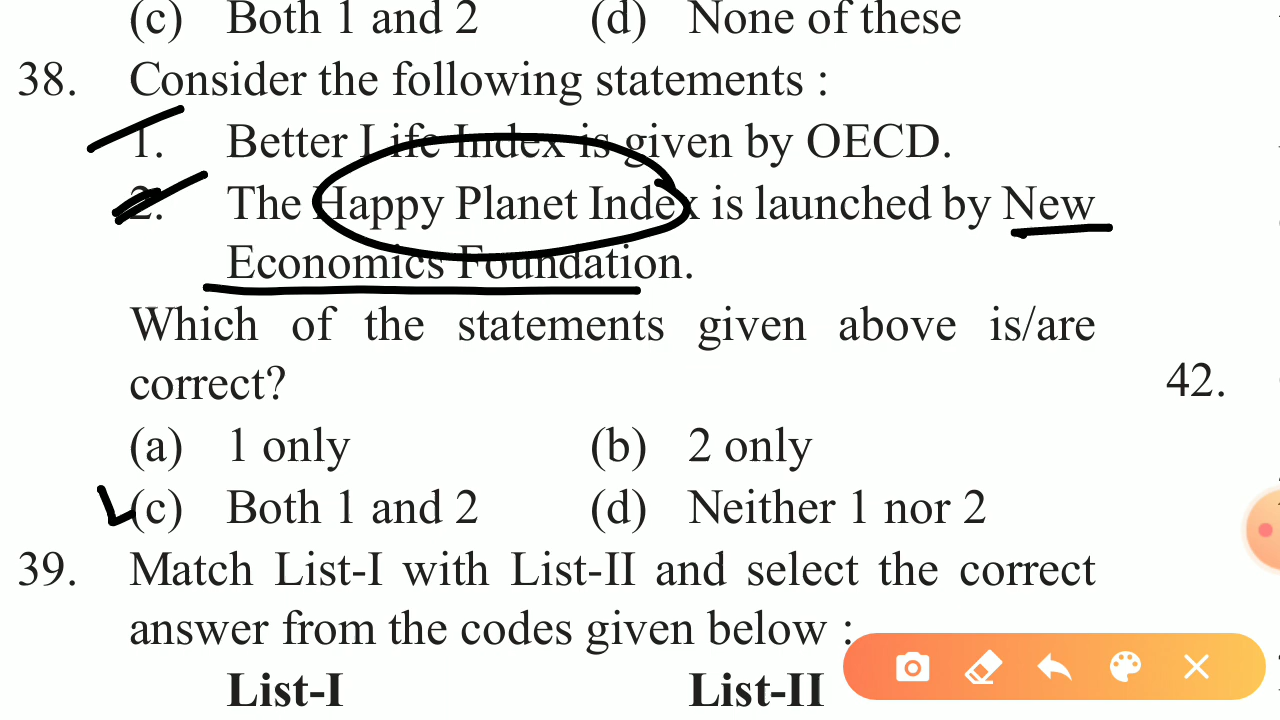 (c) Both 1 and 2 (d) None of these
38. Consider the following statements :
1. Better Life Index is given by OECD.
2. The Happy Planet Index is launched by New
Economics Foundation.
Which of the statements given above is/are
correct?
(a) 1 only (b) 2 only
(c) Both 1 and 2 (d) Neither 1 nor 2
39. Match List-I with List-II and select the correct
answer from the codes given below :
List-I List-II
42.